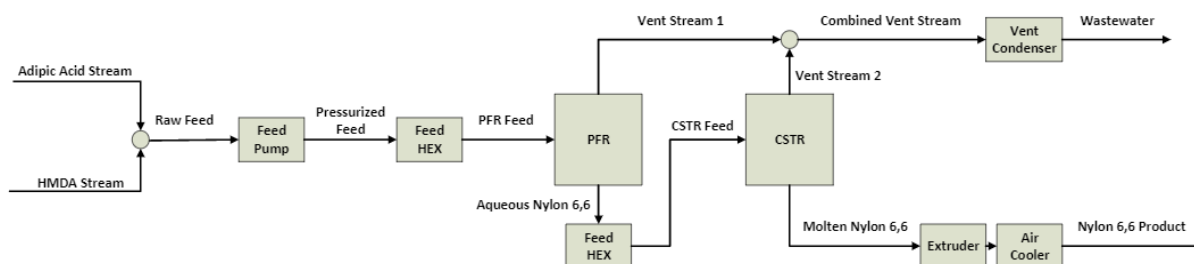 Vent Stream 1
Combined Vent Stream
Wastewater
Vent
Condenser
Adipic Acid Stream
Vent Stream 2
Raw Feed
Pressurized
Feed
PFR Feed
CSTR Feed
Feed
Pump
Feed
HEX
PFR
CSTR
HMDA Stream
Aqueous Nylon 6,6
Feed
HEX
Molten Nylon 6,6
Extruder
Air
Cooler
Nylon 6,6 Product